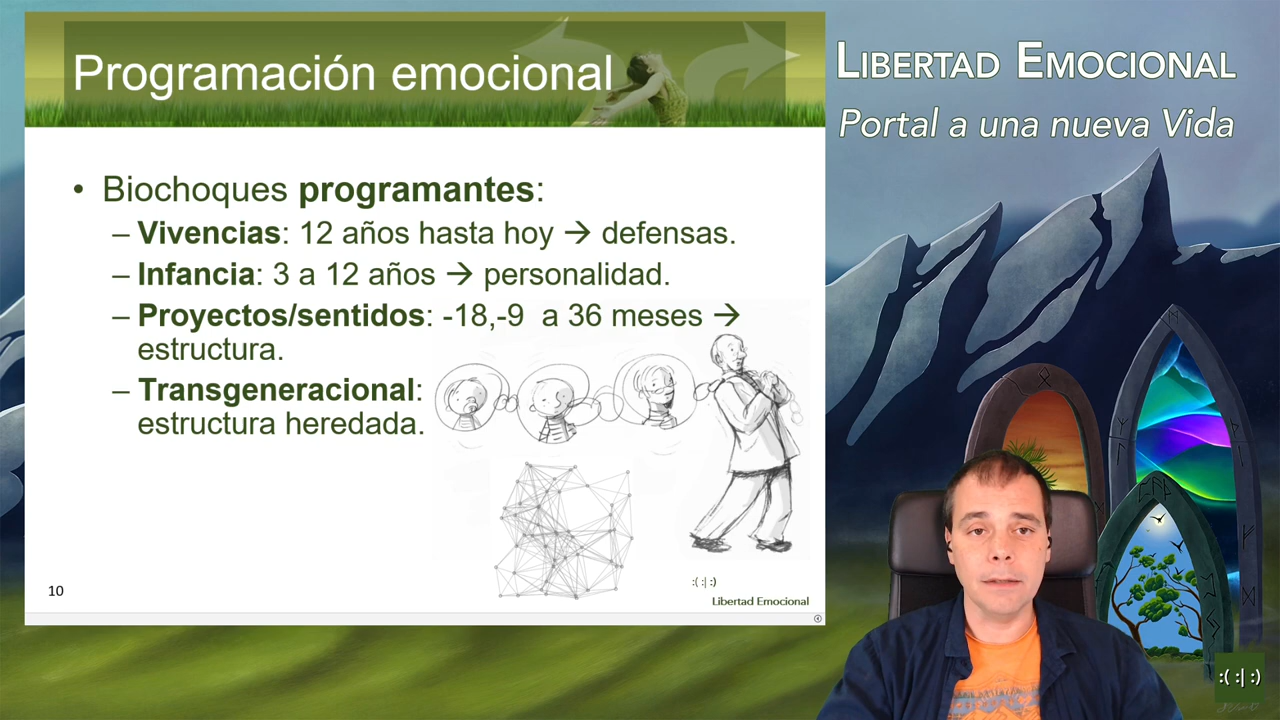 Programación emocional
LIBERTAD EMOCIONAL
Portal a una nueva Vida
• Biochoques programantes:
– Vivencias: 12 años hasta hoy → defensas.
– Infancia: 3 a 12 años → personalidad.
– Proyectos/sentidos: -18,-9 a 36 meses →
estructura.
– Transgeneracional:
estructura heredada.
10
:( :| :)
Libertad Emocional
:( :| :)